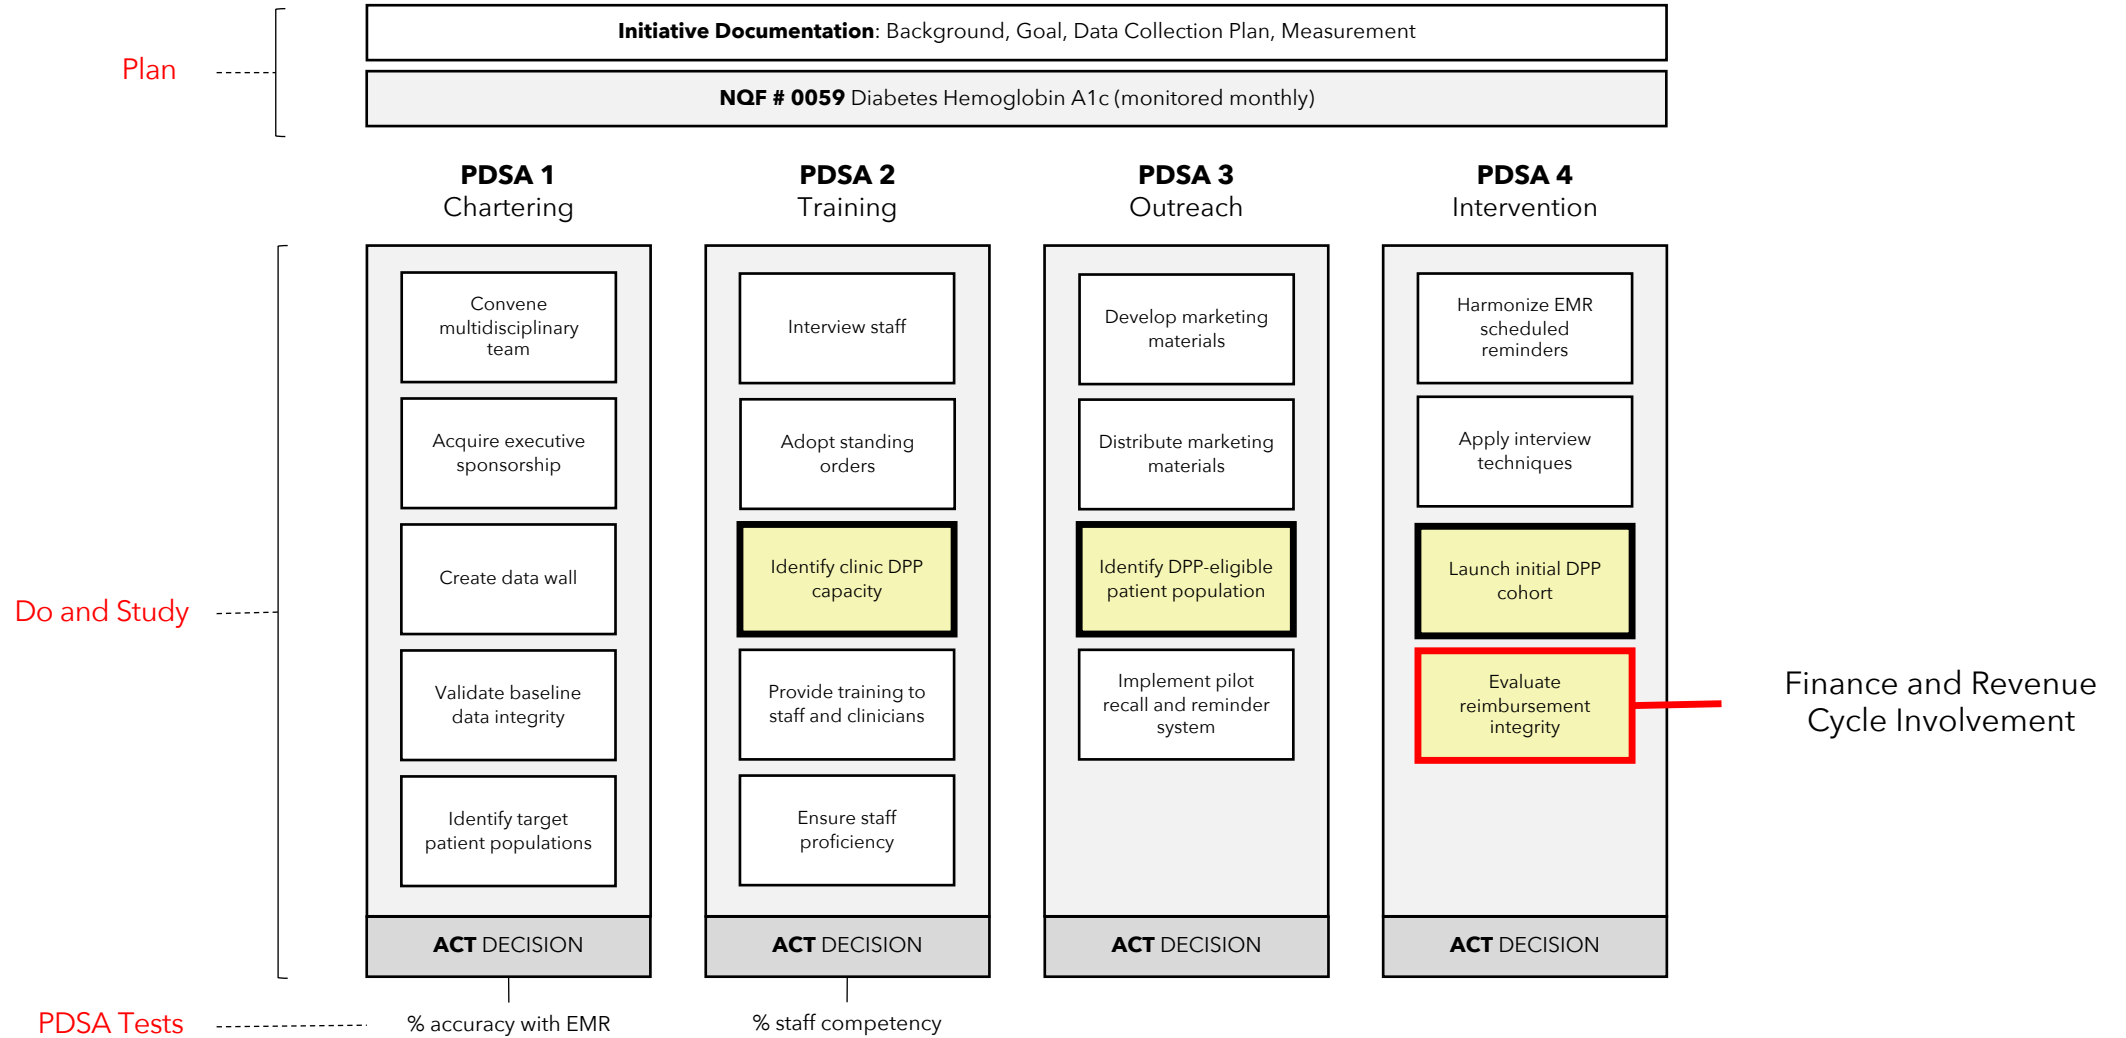 Initiative Documentation: Background, Goal, Data Collection Plan, Measurement
Plan
NQF # 0059 Diabetes Hemoglobin A1c (monitored monthly)
PDSA 1
Chartering
PDSA 2
Training
PDSA 3
Outreach
PDSA 4
Intervention
Do and Study
Convene
multidisciplinary
team
Acquire executive
sponsorship
Create data wall
Validate baseline
data integrity
Identify target
patient populations
ACT DECISION
Interview staff
Adopt standing
orders
Identify clinic DPP
capacity
Provide training to
staff and clinicians
Ensure staff
proficiency
ACT DECISION
Develop marketing
materials
Distribute marketing
materials
Identify DPP-eligible
patient population
Implement pilot
recall and reminder
system
ACT DECISION
Harmonize EMR
scheduled
reminders
Apply interview
techniques
Launch initial DPP
cohort
Evaluate
reimbursement
integrity
ACT DECISION
Finance and Revenue
Cycle Involvement
PDSA Tests
% accuracy with EMR
% staff competency